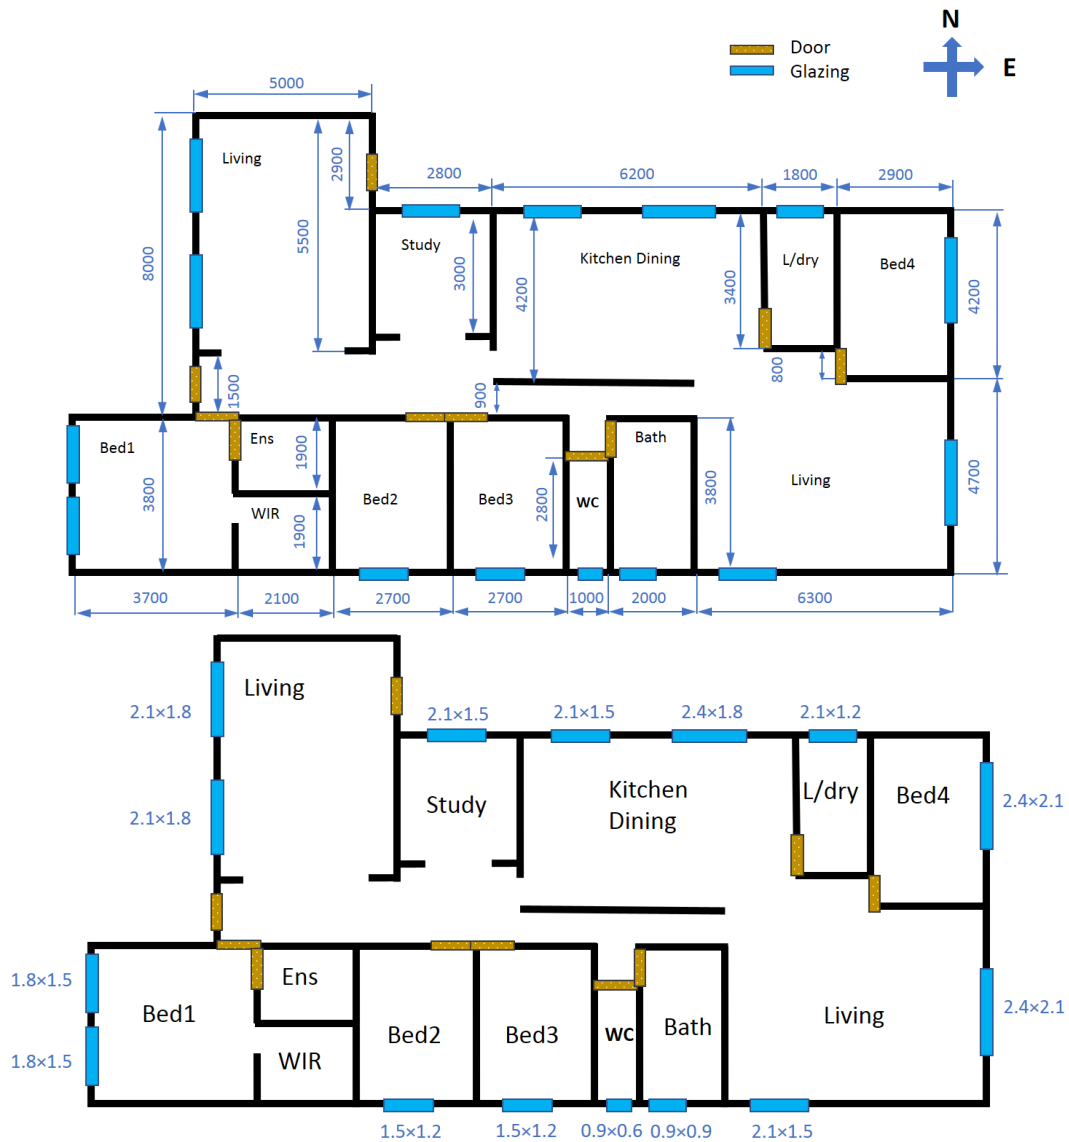 N
Door
Glazing
E
5000
Living
2900
2800
6200
1800
2900
8000
5500
Study
3000
4200
Kitchen Dining
3400
L/dry
Bed4
4200
1500
900
800
Bed1
Ens
1900
3800
WIR
1900
Bed2
Bed3
2800
WC
Bath
3800
Living
4700
3700
2100
2700
2700
1000
2000
6300
Living
2.1×1.8
2.1×1.5
2.1×1.5
2.4×1.8
2.1×1.2
2.1×1.8
Study
Kitchen
Dining
L/dry
Bed4
2.4×2.1
1.8×1.5
Ens
Bed1
1.8×1.5
WIR
Bed2
Bed3
WC
Bath
Living
2.4×2.1
1.5×1.2
1.5×1.2
0.9×0.6
0.9×0.9
2.1×1.5